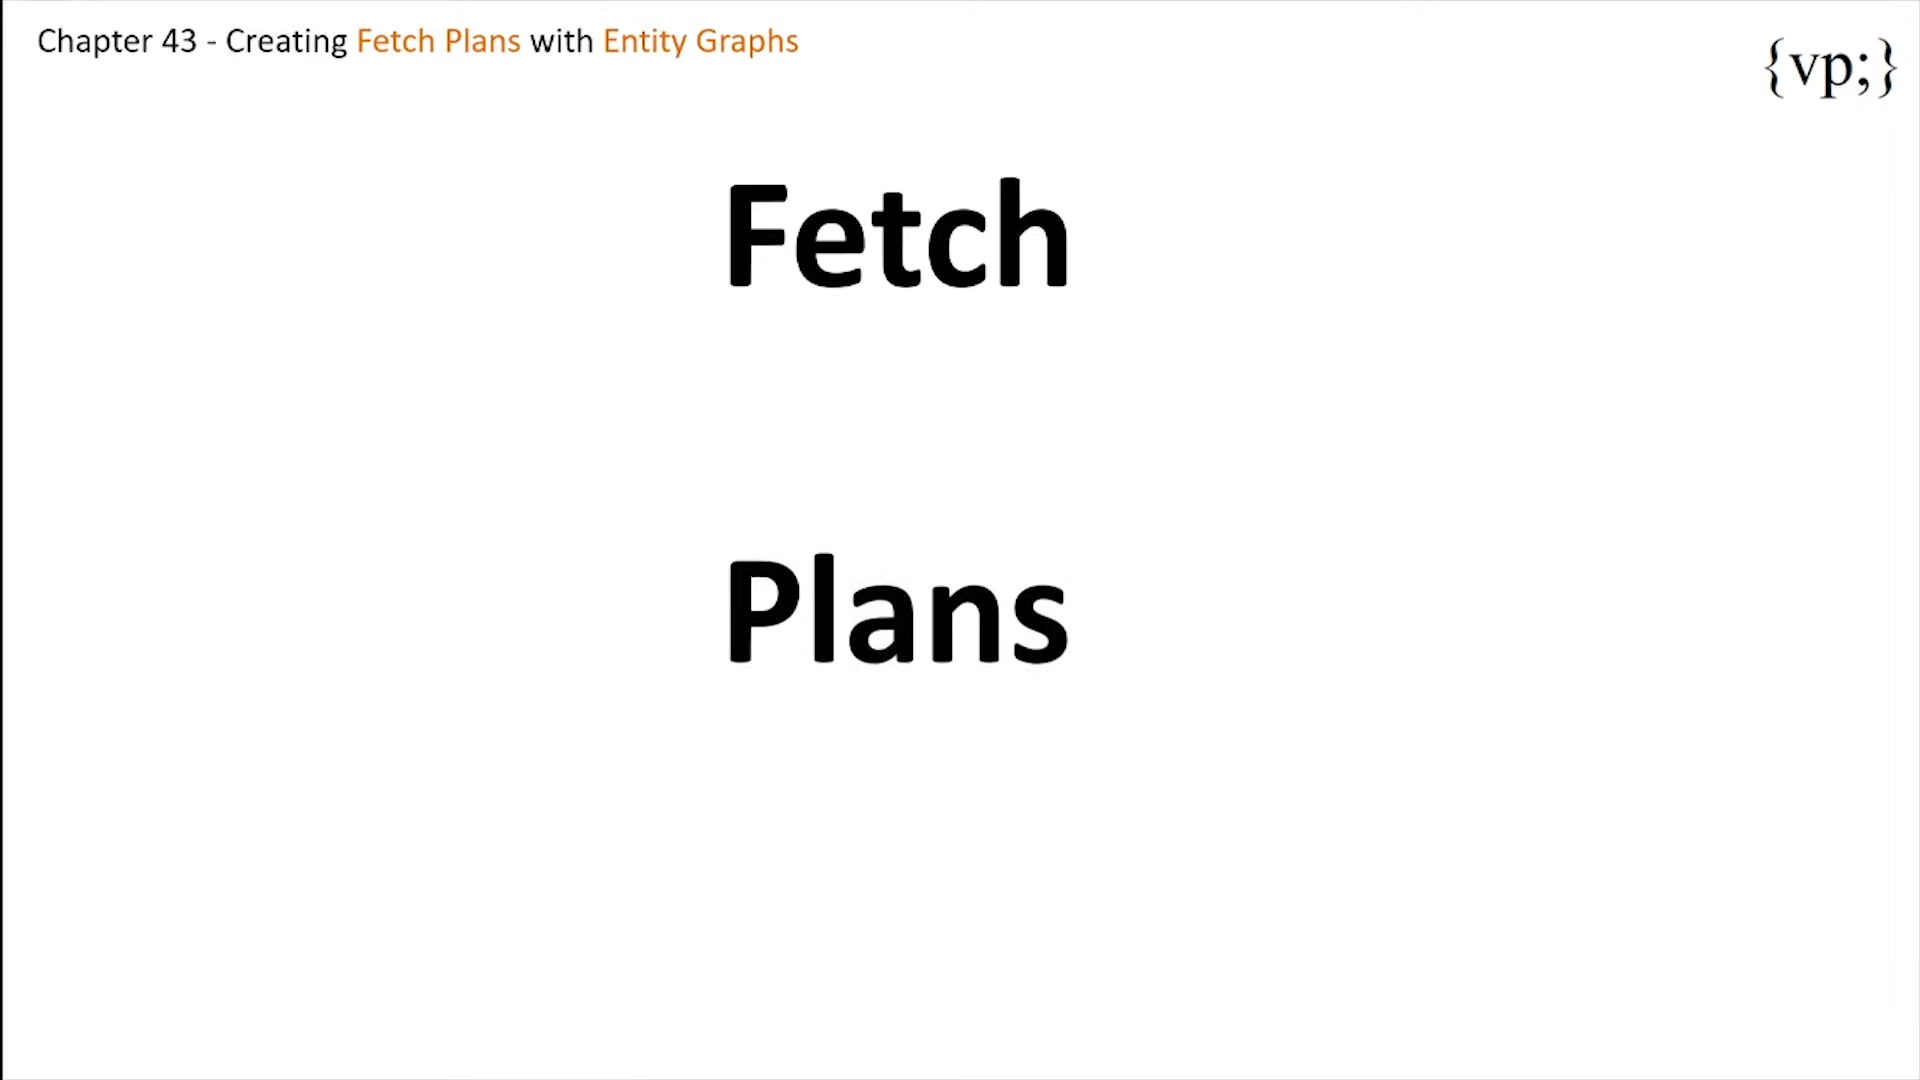 Chapter 43 - Creating Fetch Plans with Entity Graphs
{vp;}
Fetch
Plans